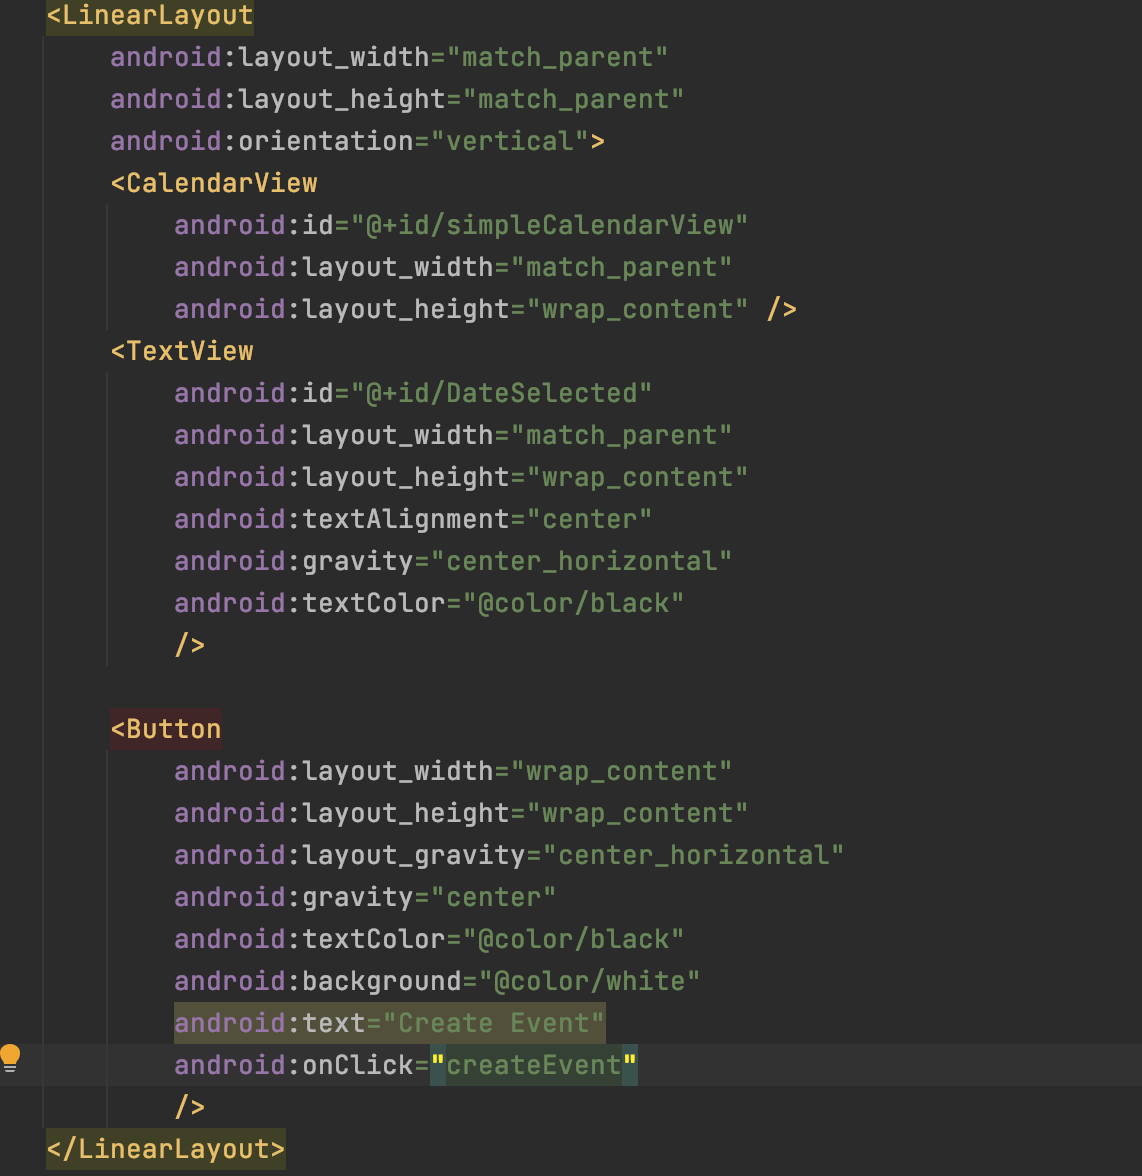 <LinearLayout
    android:layout_width="match_parent"
    android:layout_height="match_parent"
    android:orientation="vertical">
    <CalendarView
        android:id="@+id/simpleCalendarView"
        android:layout_width="match_parent"
        android:layout_height="wrap_content" />
    <TextView
        android:id="@+id/DateSelected"
        android:layout_width="match_parent"
        android:layout_height="wrap_content"
        android:textAlignment="center"
        android:gravity="center_horizontal"
        android:textColor="@color/black"
        />

    <Button
        android:layout_width="wrap_content"
        android:layout_height="wrap_content"
        android:layout_gravity="center_horizontal"
        android:gravity="center"
        android:textColor="@color/black"
        android:background="@color/white"
        android:text="Create Event"
        android:onClick="createEvent"
        />
</LinearLayout>